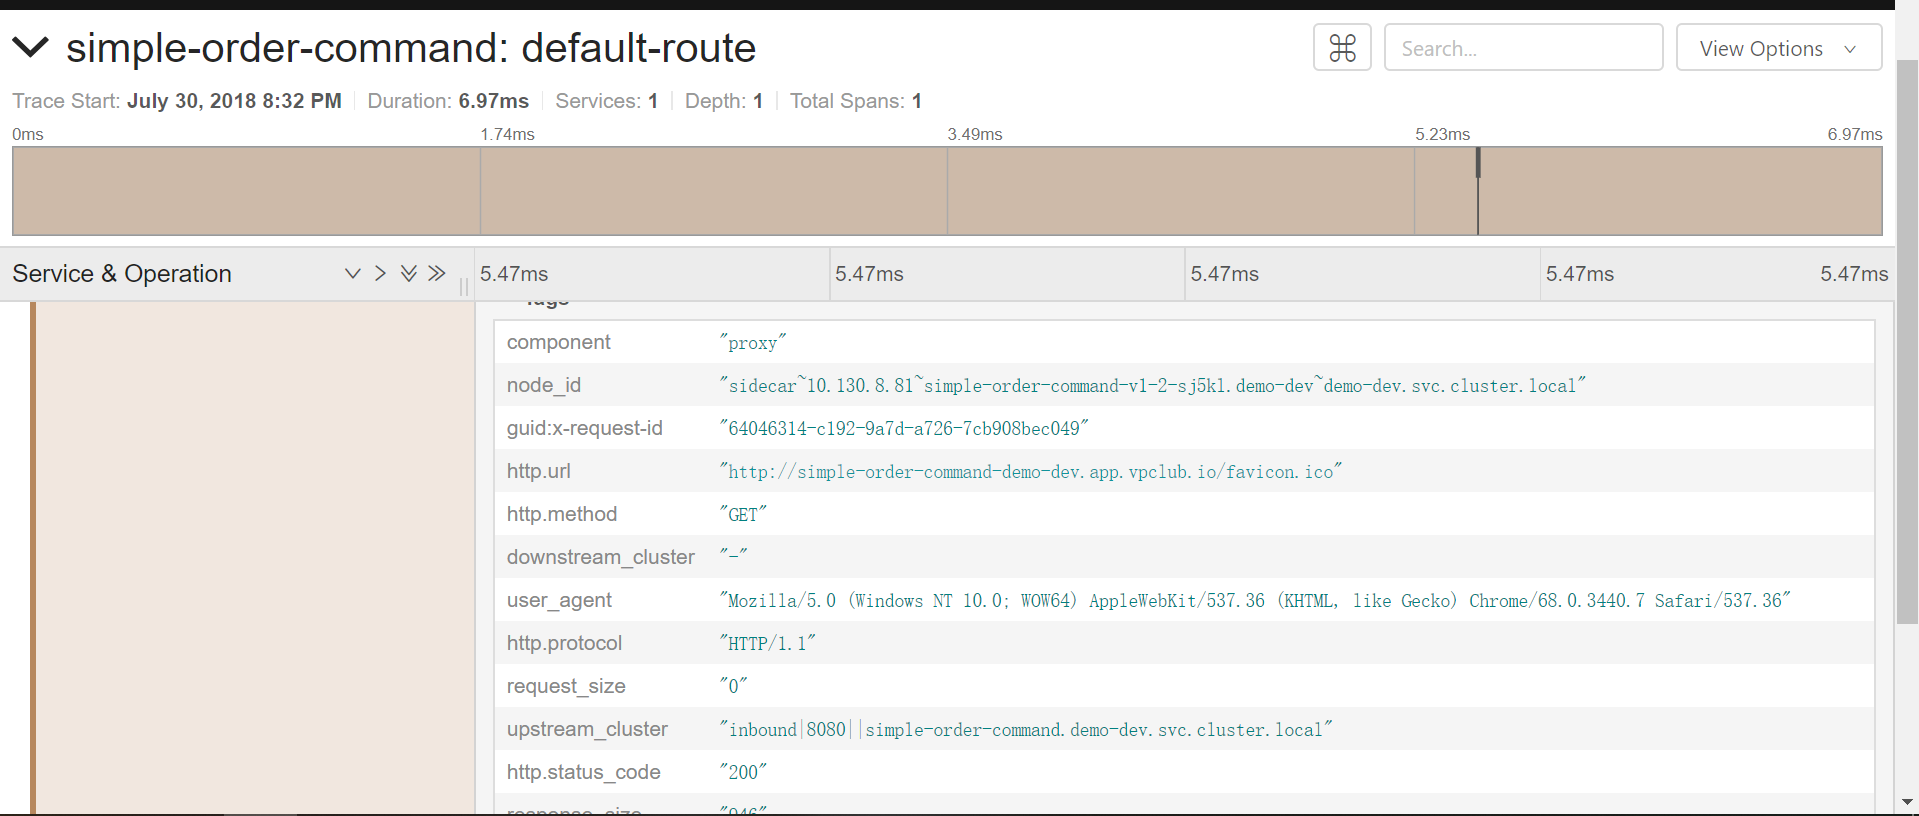 simple-order-command: default-route
Search...
View Options
Trace Start: July 30, 2018 8:32 PM Duration: 6.97ms Services: 1 Depth: 1 Total Spans: 1
0ms 1.74ms 3.49ms 5.23ms 6.97ms
Service & Operation 5.47ms 5.47ms 5.47ms 5.47ms 5.47ms
Tags
component "proxy"
node_id "sidecar~10.130.8.81~simple-order-command-v1-2-sj5kl.demo-dev~demo-dev.svc.cluster.local"
guid:x-request-id "64046314-c192-9a7d-a726-7cb908bec049"
http.url "http://simple-order-command-demo-dev.app.vpclub.io/favicon.ico"
http.method "GET"
downstream_cluster "-"
user_agent "Mozilla/5.0 (Windows NT 10.0; WOW64) AppleWebKit/537.36 (KHTML, like Gecko) Chrome/68.0.3440.7 Safari/537.36"
http.protocol "HTTP/1.1"
request_size "0"
upstream_cluster "inbound|8080||simple-order-command.demo-dev.svc.cluster.local"
http.status_code "200"
response_size "946"